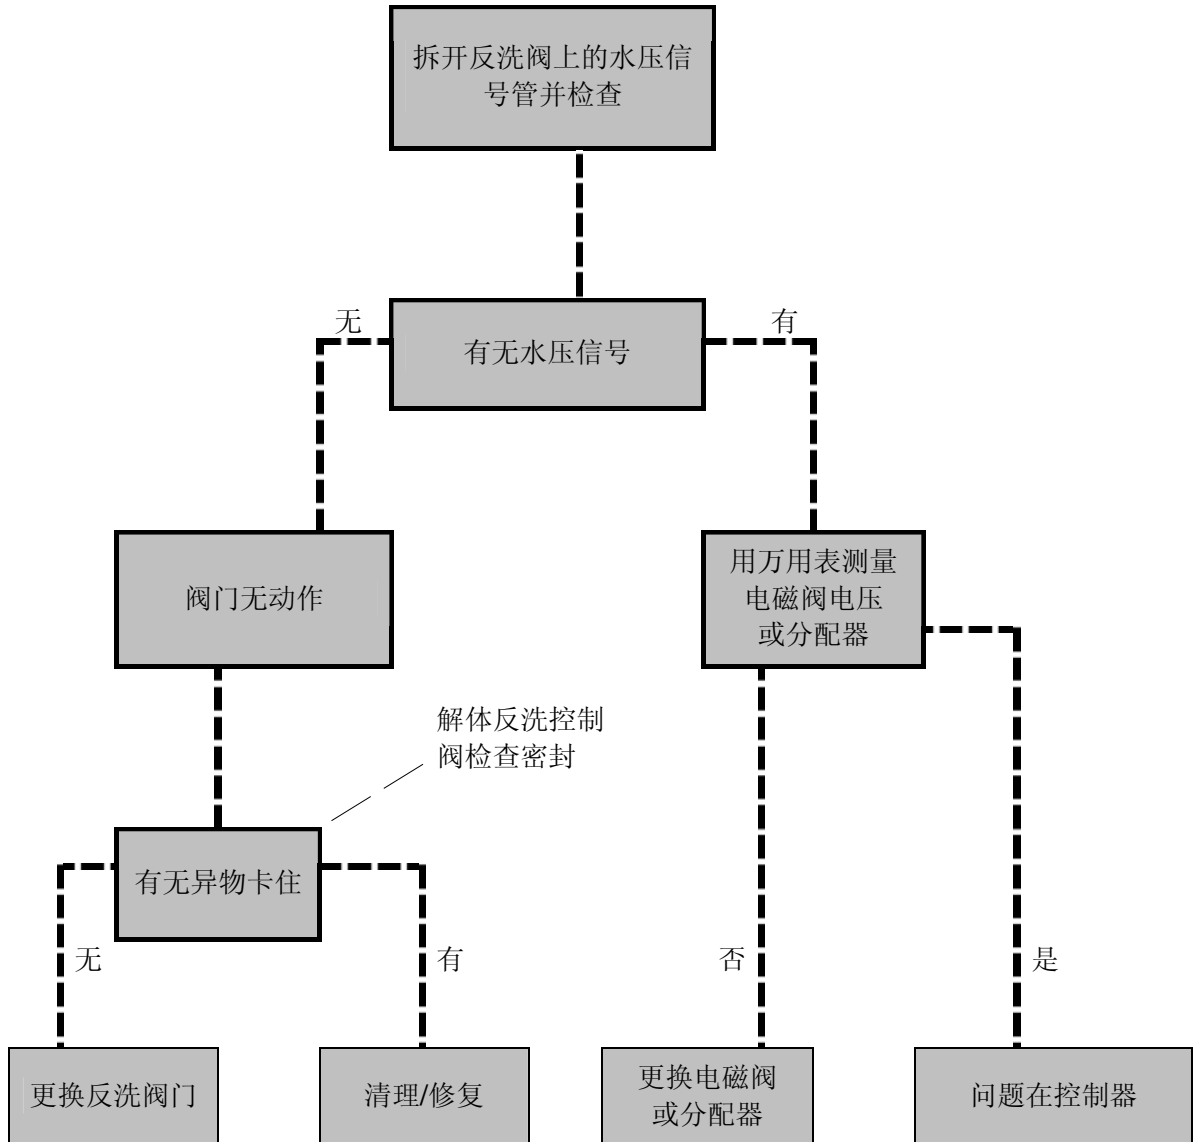 拆开反洗阀上的水压信
号管并检查
无
有
有无水压信号
阀门无动作
用万用表测量
电磁阀电压
或分配器
解体反洗控制
阀检查密封
有无异物卡住
无
有
否
是
更换反洗阀门
清理/修复
更换电磁阀
或分配器
问题在控制器